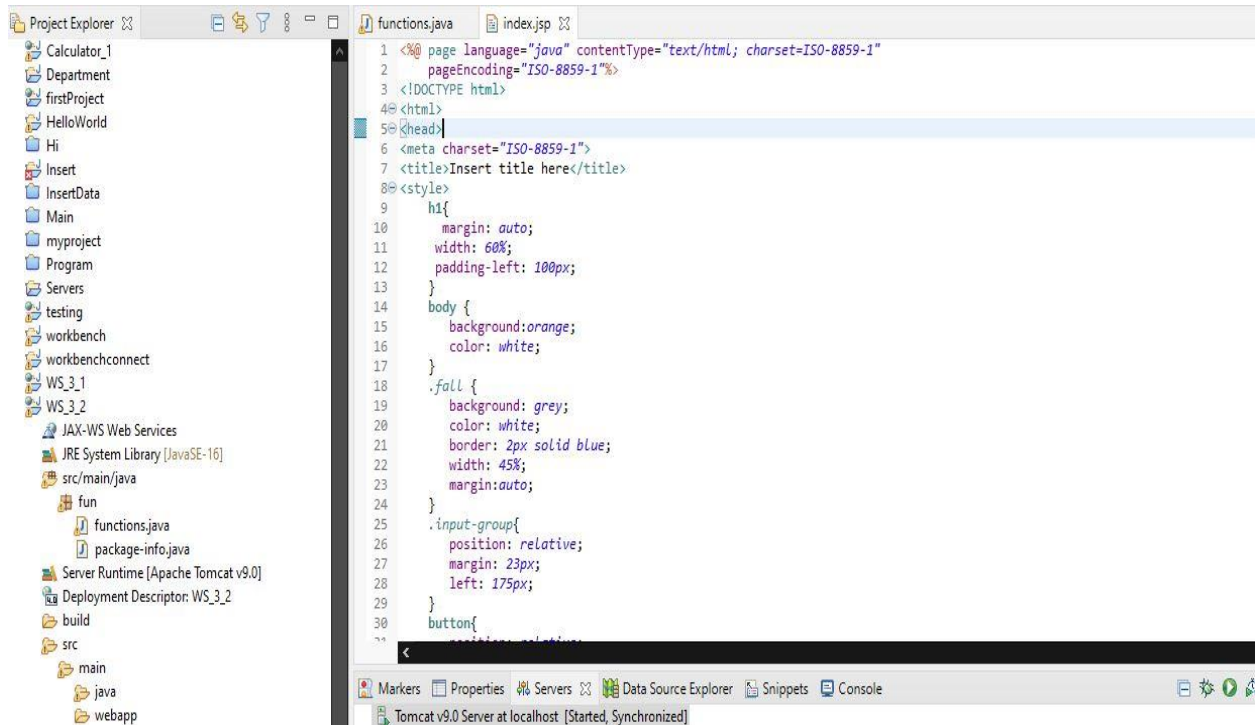 Project Explorer
Calculator_1
Department
firstProject
HelloWorld
Hi
Insert
InsertData
Main
myproject
Program
Servers
testing
workbench
workbenchconnect
WS_3_1
WS_3_2
JAX-WS Web Services
JRE System Library [JavaSE-16]
src/main/java
fun
functions.java
package-info.java
Server Runtime [Apache Tomcat v9.0]
Deployment Descriptor: WS_3_2
build
src
main
java
webapp
functions.java index.jsp
1 <%@ page language="java" contentType="text/html; charset=ISO-8859-1"
2 pageEncoding="ISO-8859-1"%>
3 <!DOCTYPE html>
4 <html>
5 <head>
6 <meta charset="ISO-8859-1">
7 <title>Insert title here</title>
8 <style>
9 h1{
10 margin: auto;
11 width: 60%;
12 padding-left: 100px;
13 }
14 body {
15 background:orange;
16 color: white;
17 }
18 .fall {
19 background: grey;
20 color: white;
21 border: 2px solid blue;
22 width: 45%;
23 margin:auto;
24 }
25 .input-group{
26 position: relative;
27 margin: 23px;
28 left: 175px;
29 }
30 button{
Markers Properties Servers Data Source Explorer Snippets Console
Tomcat v9.0 Server at localhost [Started, Synchronized]